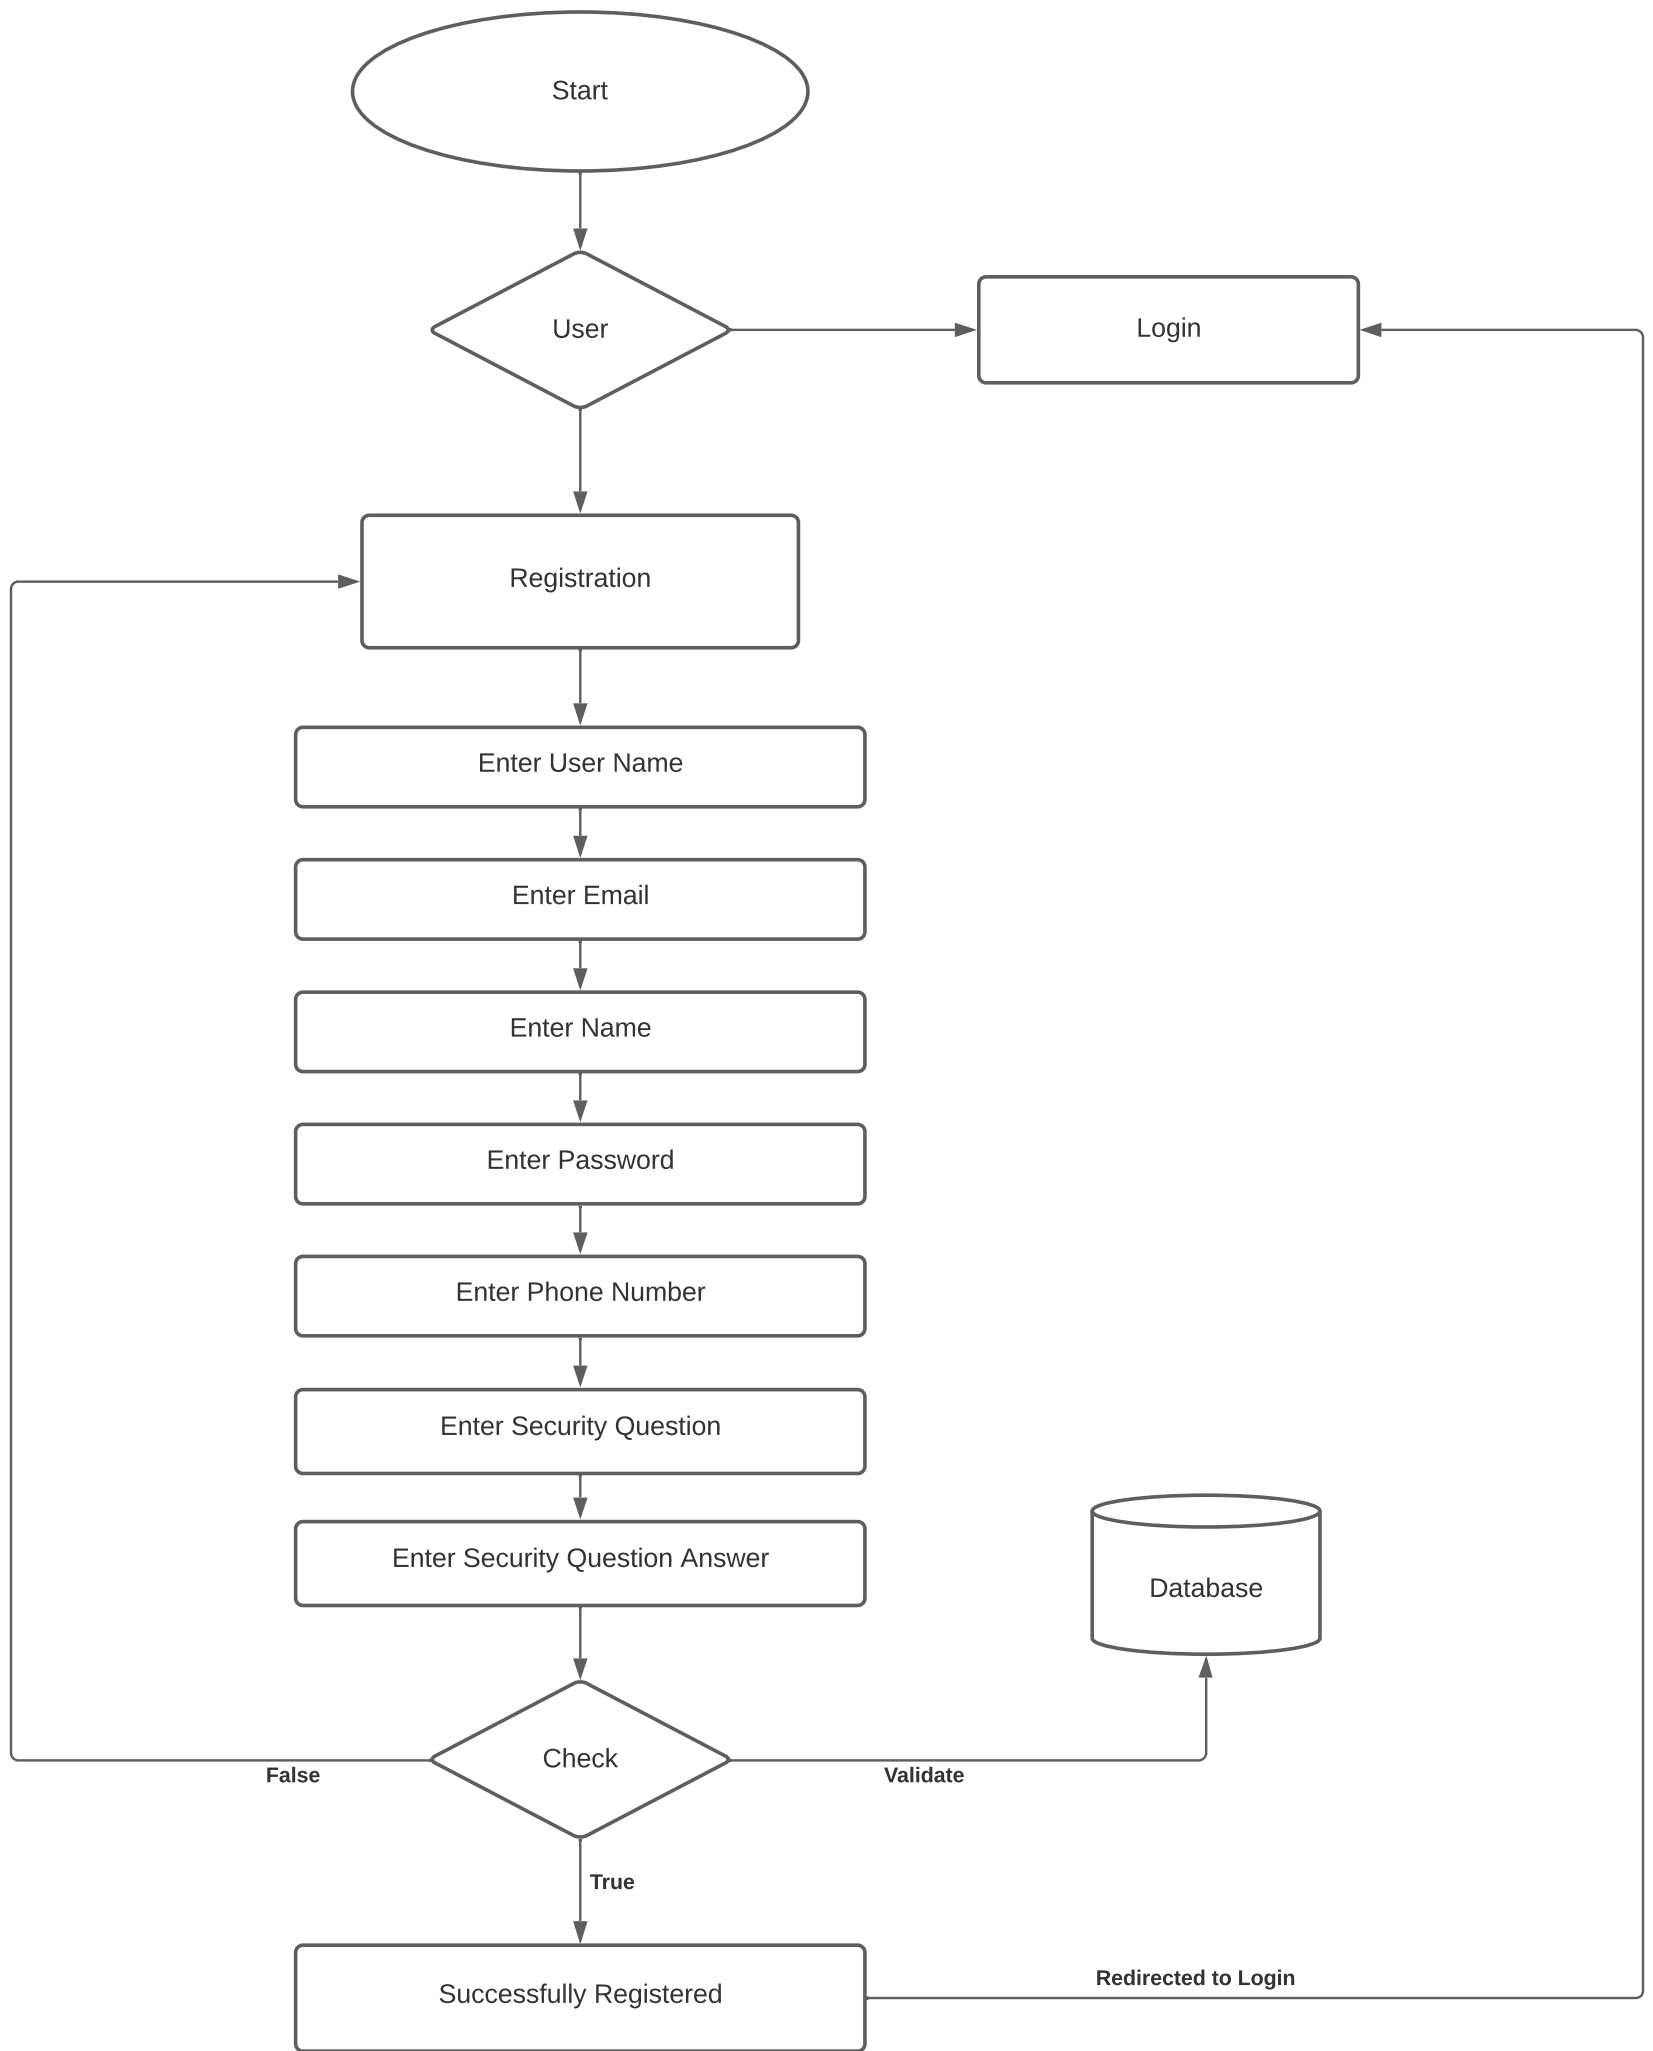 Start
User
Login
Registration
Enter User Name
Enter Email
Enter Name
Enter Password
Enter Phone Number
Enter Security Question
Enter Security Question Answer
Database
Check
False
Validate
True
Redirected to Login
Successfully Registered